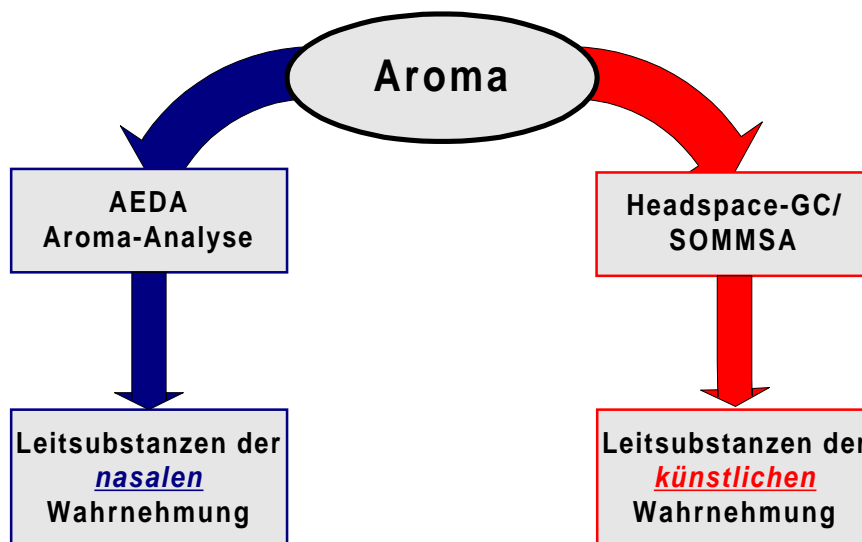 Aroma
AEDA
Aroma-Analyse
Headspace-GC/
SOMMSA
Leitsubstanzen der
nasalen
Wahrnehmung
Leitsubstanzen der
künstlichen
Wahrnehmung